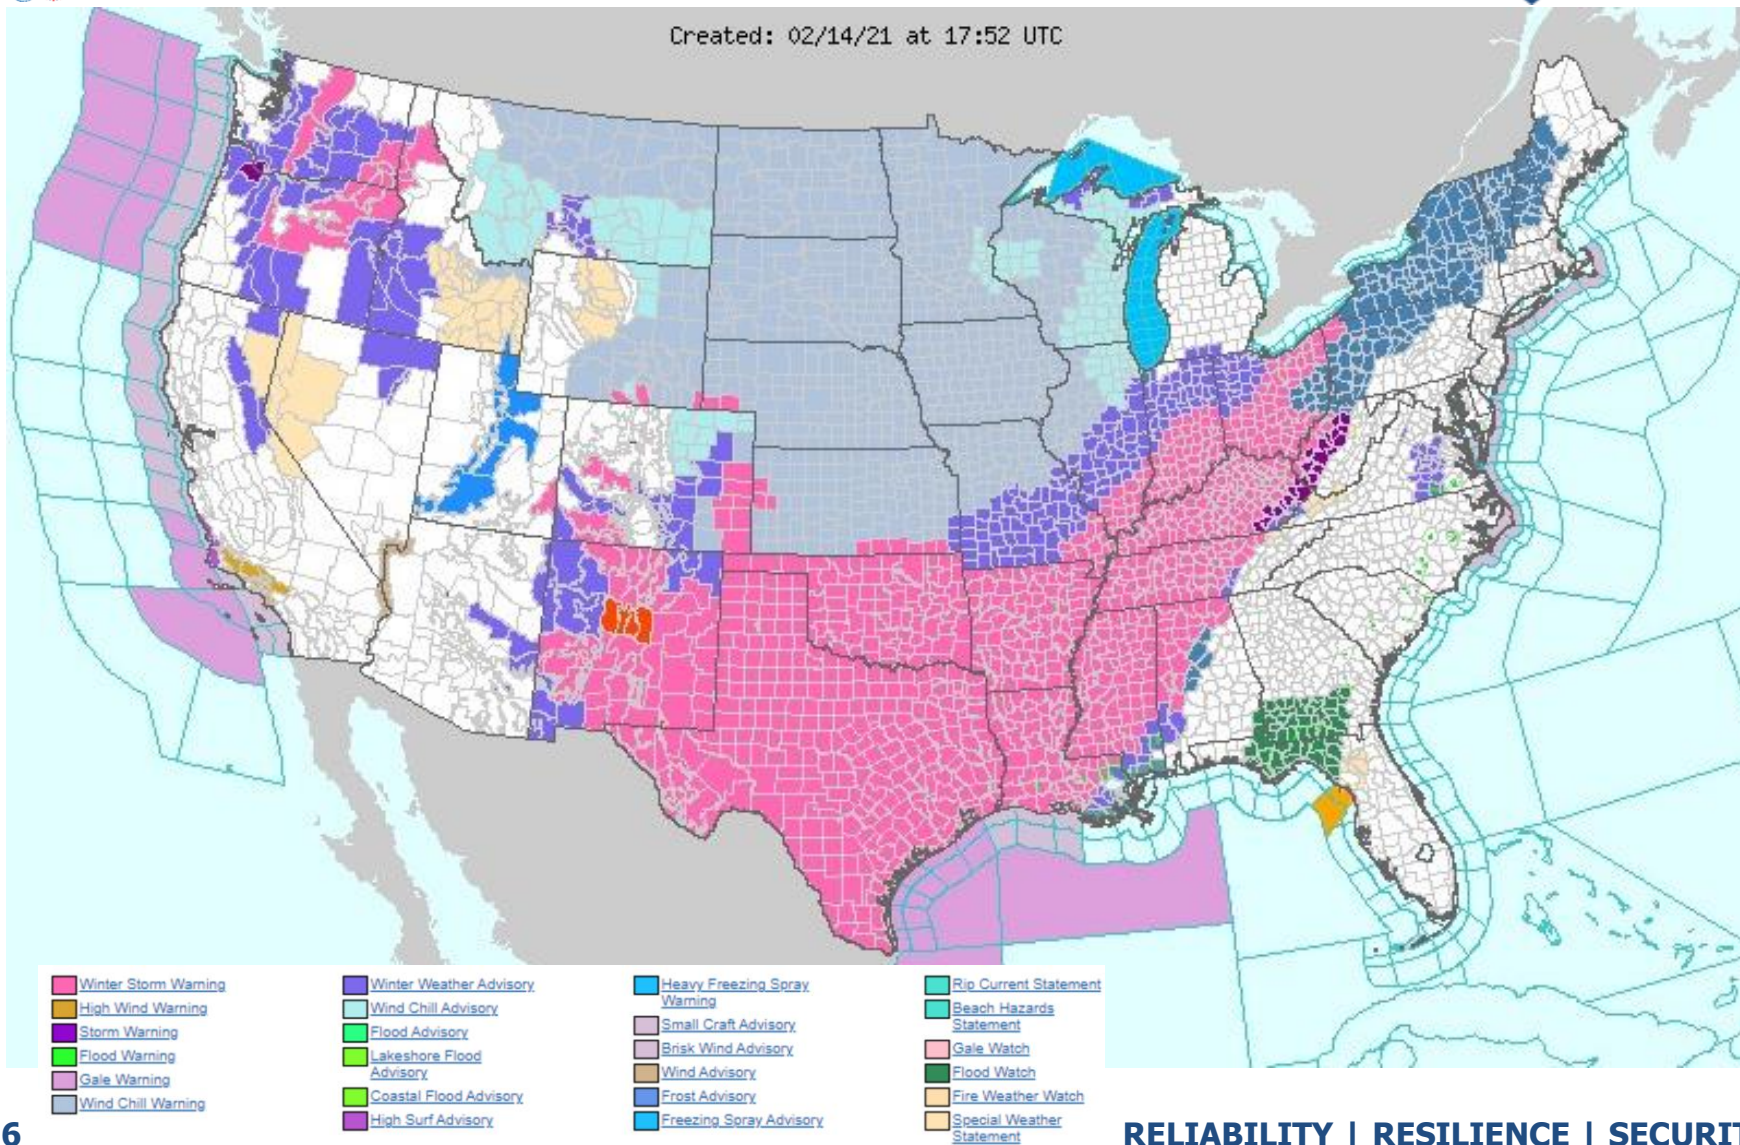 Created: 02/14/21 at 17:52 UTC
Winter Storm Warning
High Wind Warning
Storm Warning
Flood Warning
Gale Warning
Wind Chill Warning
Winter Weather Advisory
Wind Chill Advisory
Flood Advisory
Lakeshore Flood
Advisory
Coastal Flood Advisory
High Surf Advisory
Heavy Freezing Spray
Warning
Small Craft Advisory
Brisk Wind Advisory
Wind Advisory
Frost Advisory
Freezing Spray Advisory
Rip Current Statement
Beach Hazards
Statement
Gale Watch
Flood Watch
Fire Weather Watch
Special Weather
Statement
6
RELIABILITY | RESILIENCE | SECURIT